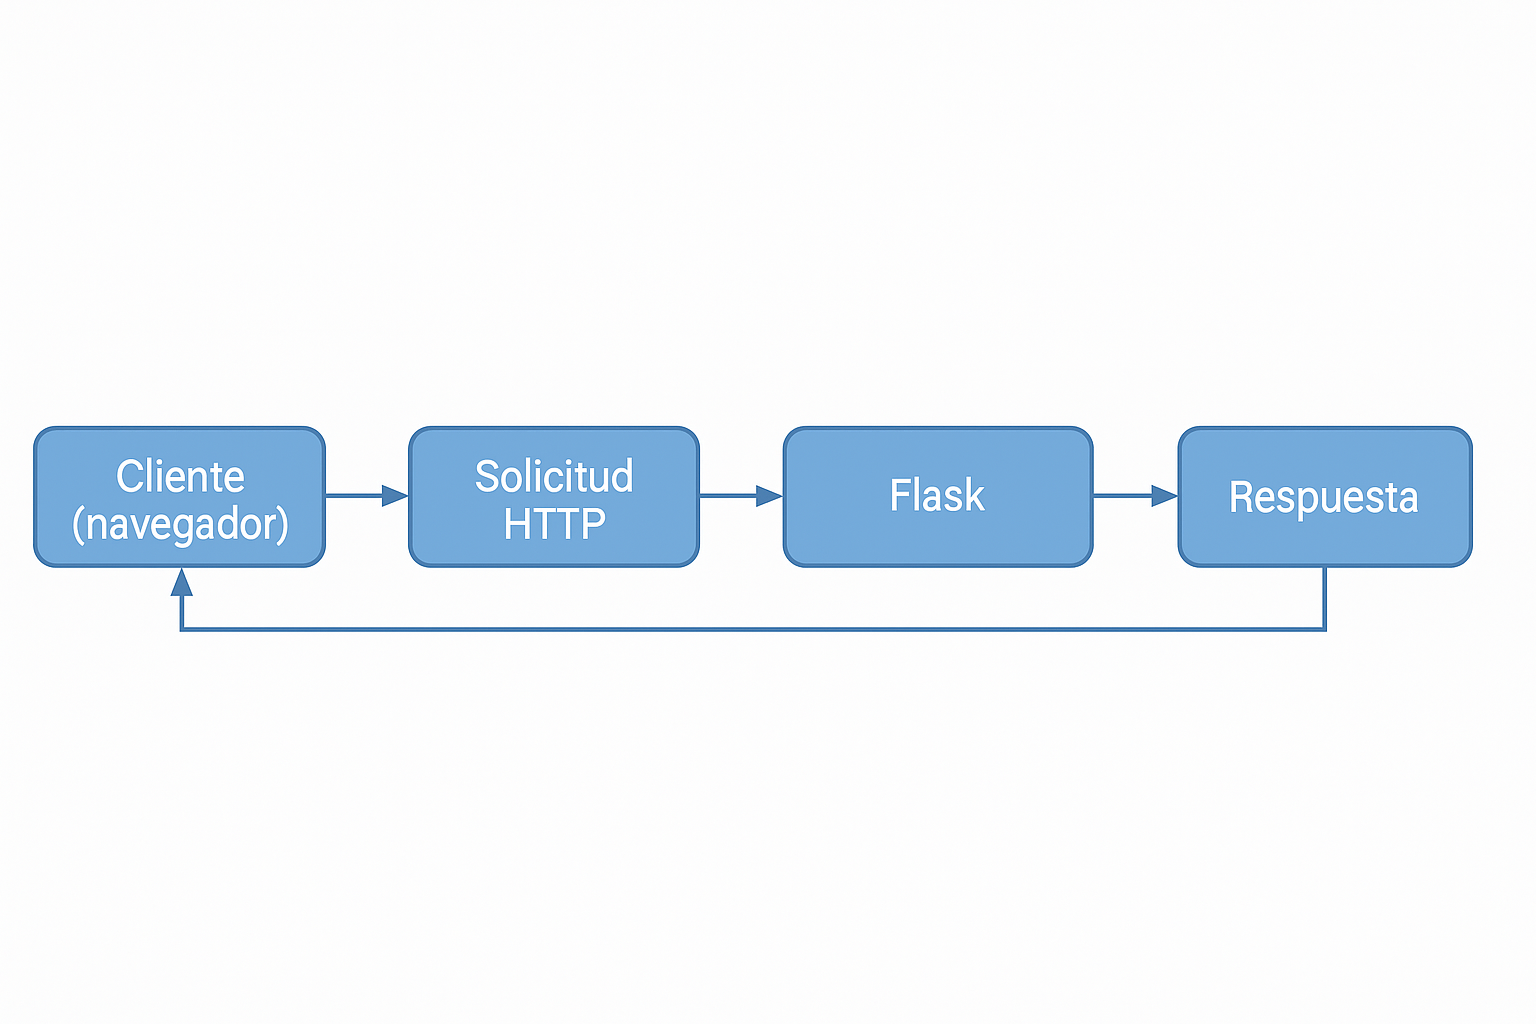 Cliente
(navegador)
Solicitud
HTTP
Flask
Respuesta